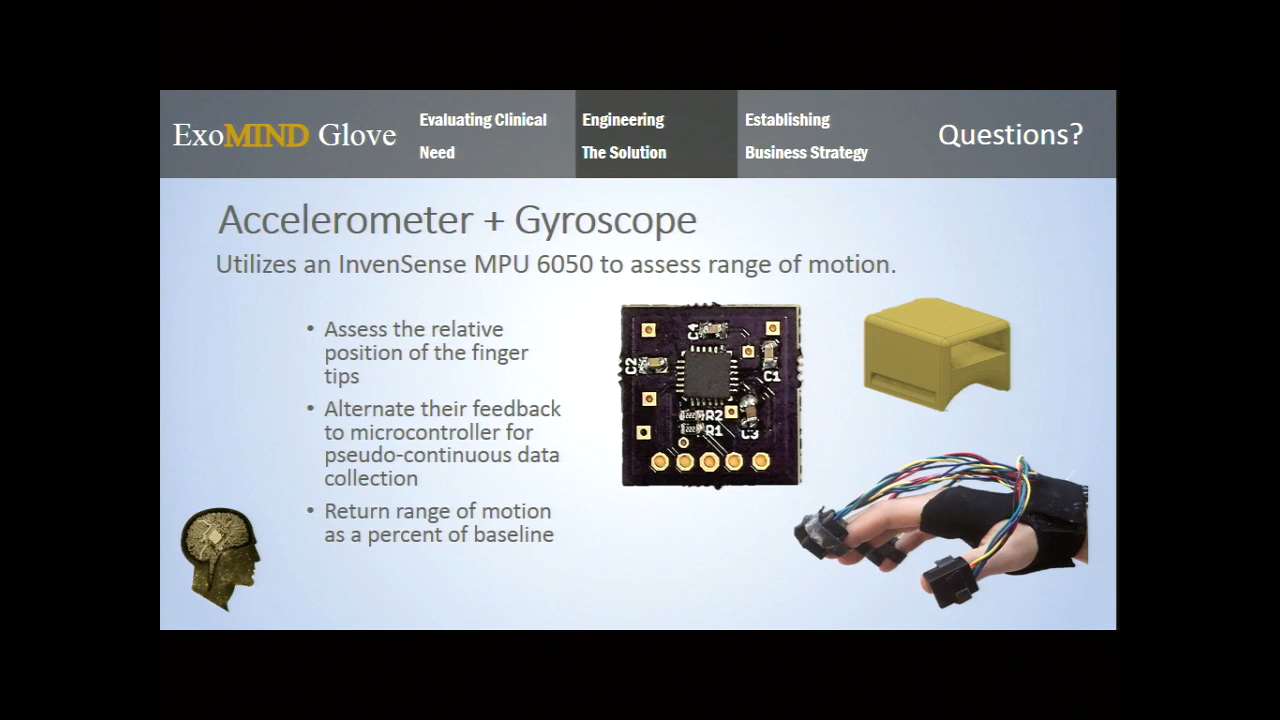 ExoMIND Glove
Evaluating Clinical
Need
Engineering
The Solution
Establishing
Business Strategy
Questions?
Accelerometer + Gyroscope
Utilizes an InvenSense MPU 6050 to assess range of motion.
• Assess the relative
position of the finger
tips
• Alternate their feedback
to microcontroller for
pseudo-continuous data
collection
• Return range of motion
as a percent of baseline
C4
C2
C1
R2
R1
C3